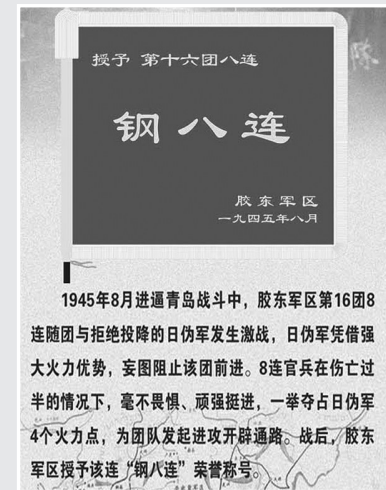 授予 第十六团八连
钢八连
胶东军区
一九四五年八月
1945年8月进逼青岛战斗中，胶东军区第16团8
连随团与拒绝投降的日伪军发生激战，日伪军凭借强
大火力优势，妄图阻止该团前进。8连官兵在伤亡过
半的情况下，毫不畏惧、顽强挺进，一举夺占日伪军
4个火力点，为团队发起进攻开辟通路。战后，胶东
军区授予该连“钢八连”荣誉称号。